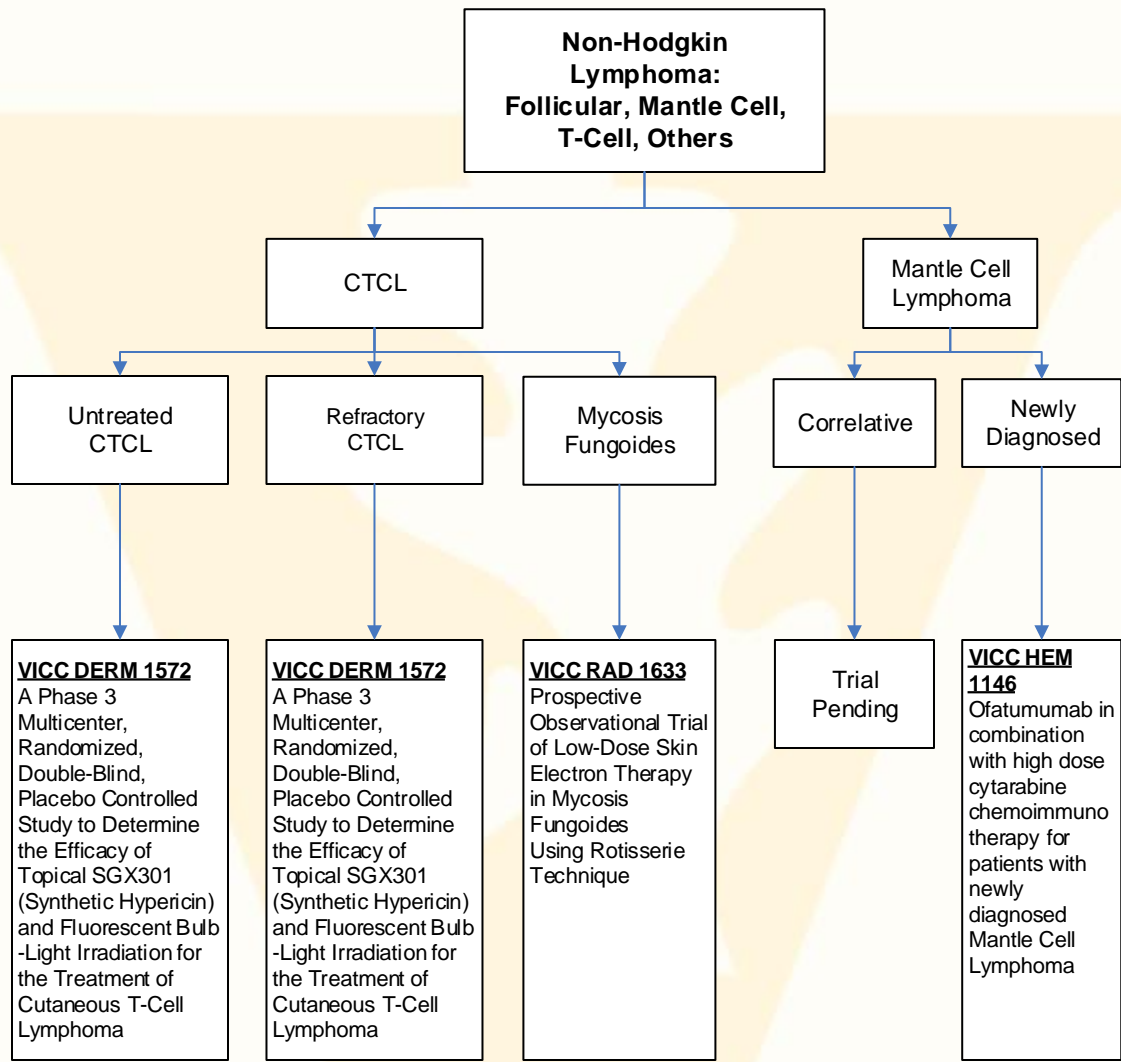 Non-Hodgkin
Lymphoma:
Follicular, Mantle Cell,
T-Cell, Others
CTCL
Mantle Cell
Lymphoma
Untreated
CTCL
Refractory
CTCL
Mycosis
Fungoides
Correlative
Newly
Diagnosed
VICC DERM 1572
A Phase 3
Multicenter,
Randomized,
Double-Blind,
Placebo Controlled
Study to Determine
the Efficacy of
Topical SGX301
(Synthetic Hypericin)
and Fluorescent Bulb
-Light Irradiation for
the Treatment of
Cutaneous T-Cell
Lymphoma
VICC DERM 1572
A Phase 3
Multicenter,
Randomized,
Double-Blind,
Placebo Controlled
Study to Determine
the Efficacy of
Topical SGX301
(Synthetic Hypericin)
and Fluorescent Bulb
-Light Irradiation for
the Treatment of
Cutaneous T-Cell
Lymphoma
VICC RAD 1633
Prospective
Observational Trial
of Low-Dose Skin
Electron Therapy
in Mycosis
Fungoides
Using Rotisserie
Technique
Trial
Pending
VICC HEM
1146
Ofatumumab in
combination
with high dose
cytarabine
chemoimmuno
therapy for
patients with
newly
diagnosed
Mantle Cell
Lymphoma